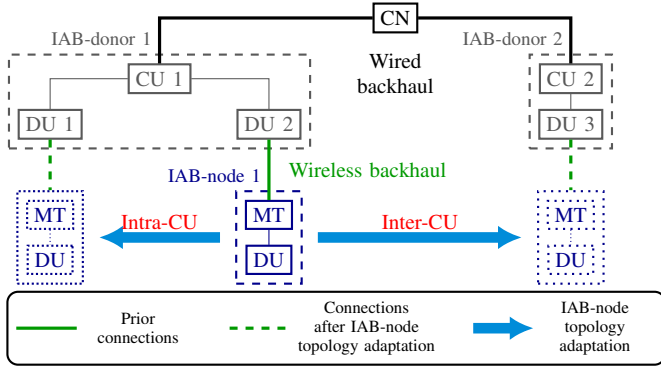 CN
IAB-donor 1
IAB-donor 2
Wired
backhaul
CU 1
CU 2
DU 1
DU 2
DU 3
Wireless backhaul
IAB-node 1
MT
MT
MT
Intra-CU
Inter-CU
DU
DU
DU
Prior
connections
Connections
after IAB-node
topology adaptation
IAB-node
topology
adaptation